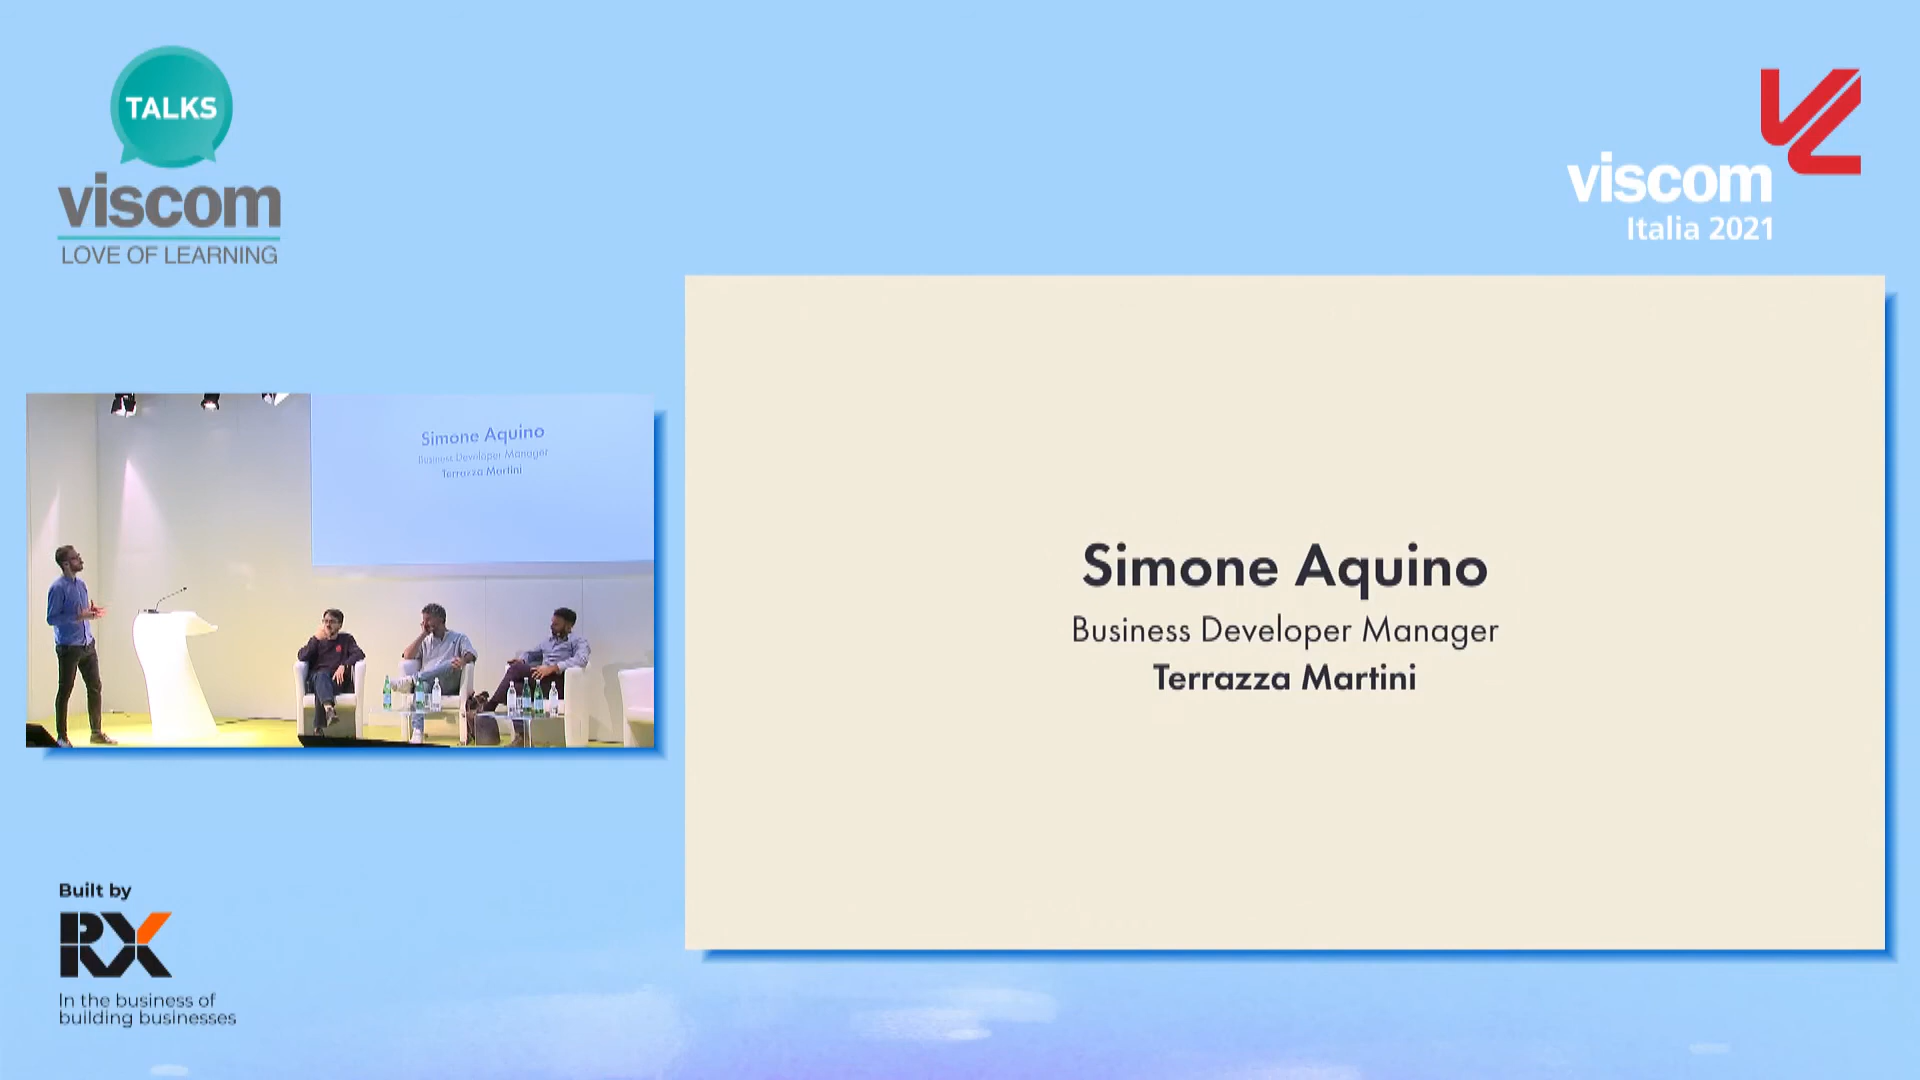 TALKS
viscom
LOVE OF LEARNING
viscom
Italia 2021
Simone Aquino
Business Developer Manager
Terrazza Martini
Simone Aquino
Business Developer Manager
Terrazza Martini
Built by
RX
In the business of
building businesses